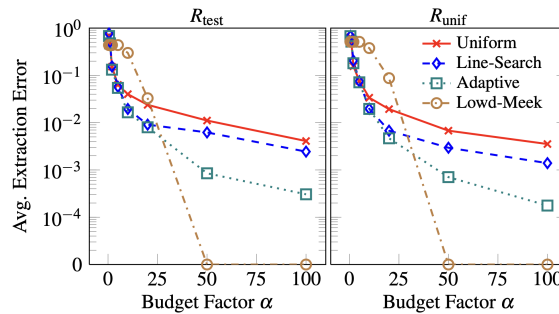 R_test
R_unif
Avg. Extraction Error
10^0
10^−1
10^−2
10^−3
10^−4
0
Uniform
Line-Search
Adaptive
Lowd-Meek
0 25 50 75 100
0 25 50 75 100
Budget Factor α
Budget Factor α